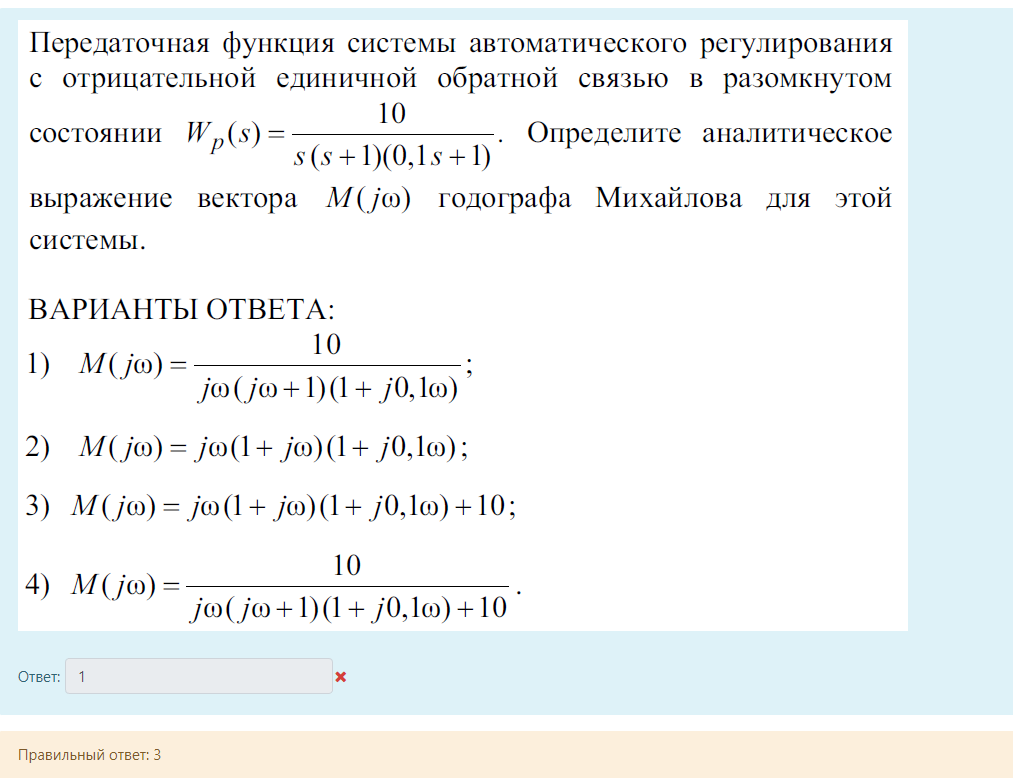 Передаточная функция системы автоматического регулирования
с отрицательной единичной обратной связью в разомкнутом
состоянии W_p(s) = 10 / (s(s + 1)(0,1s + 1)). Определите аналитическое
выражение вектора M(jω) годографа Михайлова для этой
системы.
ВАРИАНТЫ ОТВЕТА:
1) M(jω) = 10 / (jω(jω + 1)(1 + j0,1ω));
2) M(jω) = jω(1 + jω)(1 + j0,1ω);
3) M(jω) = jω(1 + jω)(1 + j0,1ω) + 10;
4) M(jω) = 10 / (jω(jω + 1)(1 + j0,1ω) + 10).
Ответ: 1
Правильный ответ: 3